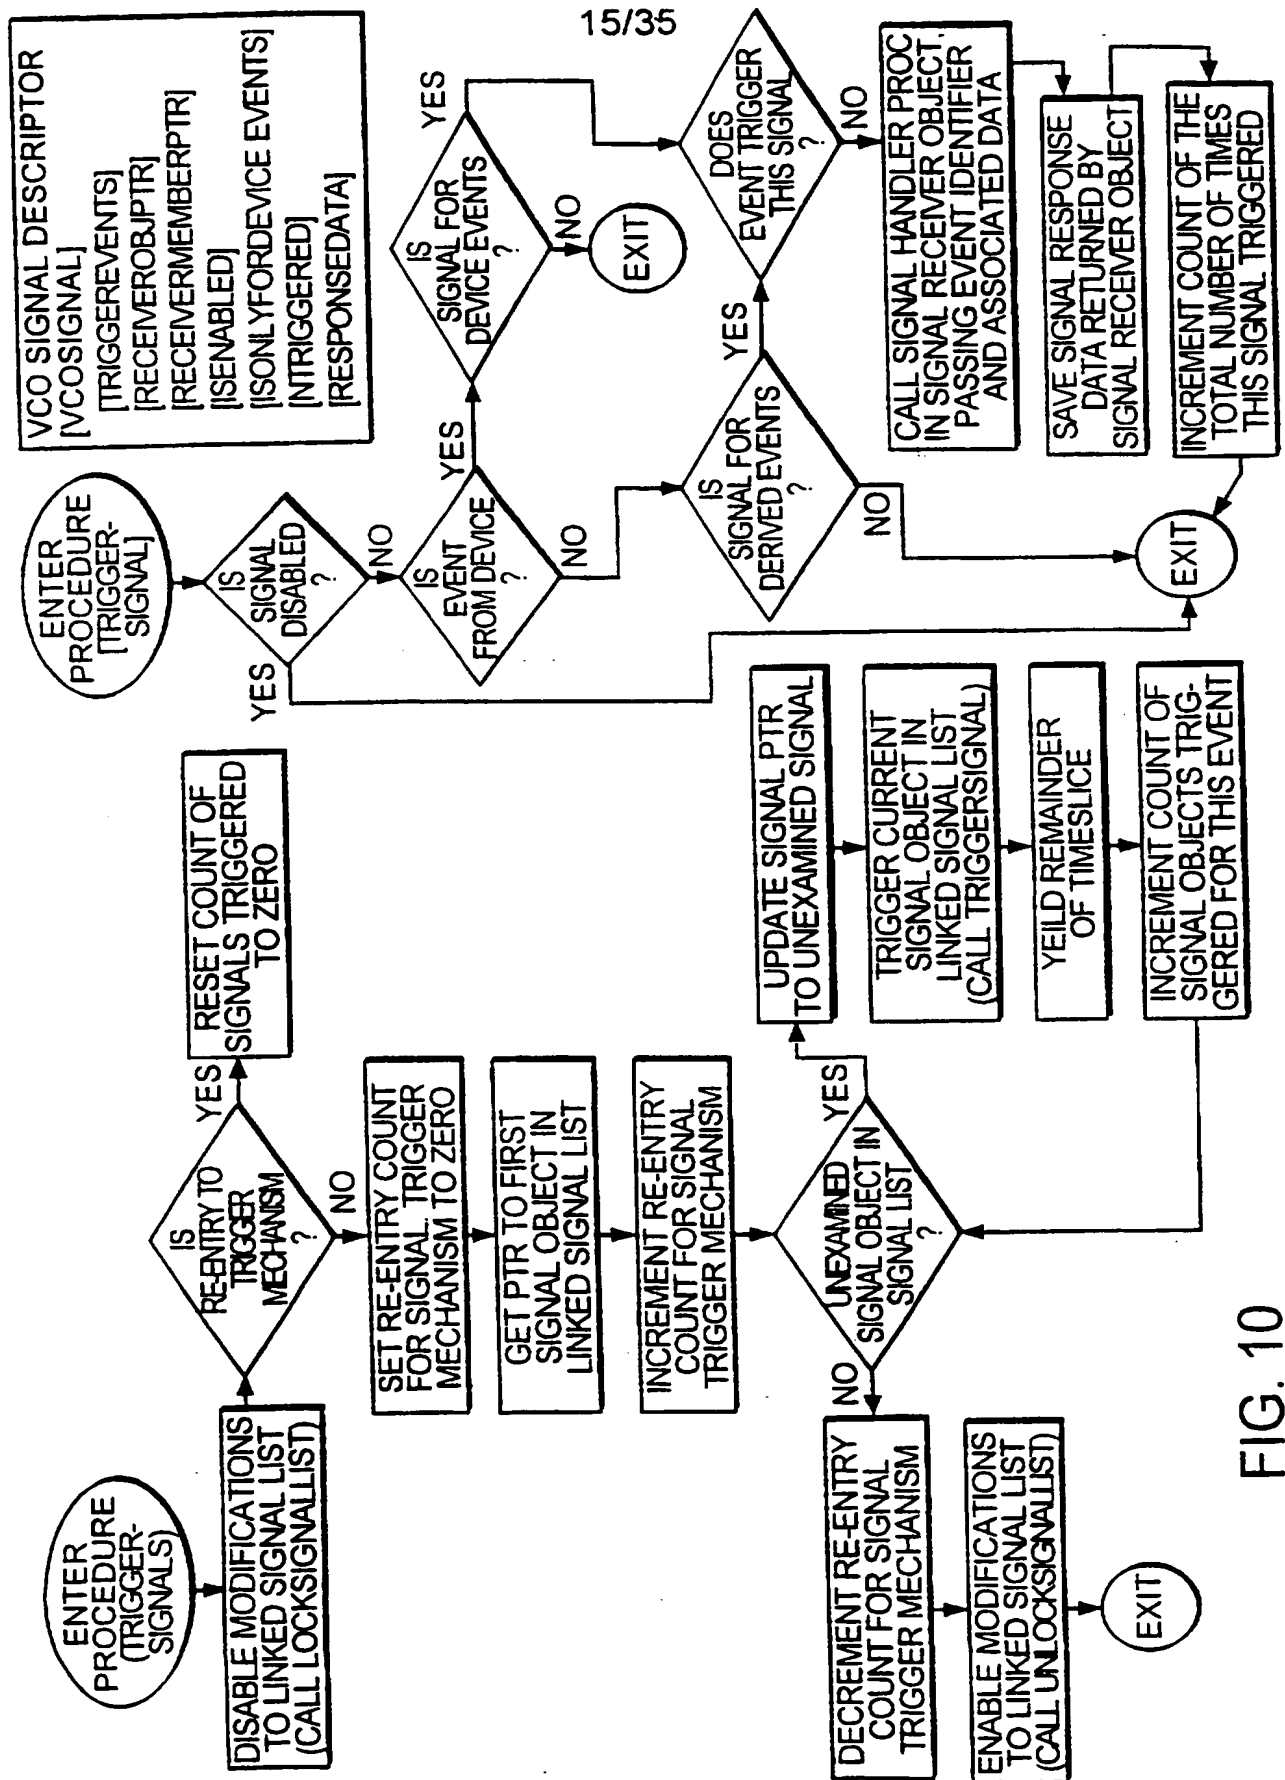 15/35
ENTER
PROCEDURE
(TRIGGER-
SIGNALS)
DISABLE MODIFICATIONS
TO LINKED SIGNAL LIST
(CALL LOCKSIGNALLIST)
IS
RE-ENTRY TO
TRIGGER
MECHANISM
?
YES
RESET COUNT OF
SIGNALS TRIGGERED
TO ZERO
NO
SET RE-ENTRY COUNT
FOR SIGNAL. TRIGGER
MECHANISM TO ZERO
GET PTR TO FIRST
SIGNAL OBJECT IN
LINKED SIGNAL LIST
INCREMENT RE-ENTRY
COUNT FOR SIGNAL
TRIGGER MECHANISM
UNEXAMINED
SIGNAL OBJECT IN
SIGNAL LIST
?
YES
UPDATE SIGNAL PTR
TO UNEXAMINED SIGNAL
TRIGGER CURRENT
SIGNAL OBJECT IN
LINKED SIGNAL LIST
(CALL TRIGGERSIGNAL)
YEILD REMAINDER
OF TIMESLICE
INCREMENT COUNT OF
SIGNAL OBJECTS TRIG-
GERED FOR THIS EVENT
NO
DECREMENT RE-ENTRY
COUNT FOR SIGNAL
TRIGGER MECHANISM
ENABLE MODIFICATIONS
TO LINKED SIGNAL LIST
(CALL UNLOCKSIGNALLIST)
EXIT
ENTER
PROCEDURE
[TRIGGER-
SIGNAL]
IS
SIGNAL
DISABLED
?
YES
NO
IS
EVENT
FROM DEVICE
?
YES
NO
IS
SIGNAL FOR
DEVICE EVENTS
?
YES
NO
EXIT
IS
SIGNAL FOR
DERIVED EVENTS
?
YES
NO
DOES
EVENT TRIGGER
THIS SIGNAL
?
NO
CALL SIGNAL HANDLER PROC
IN SIGNAL RECEIVER OBJECT,
PASSING EVENT IDENTIFIER
AND ASSOCIATED DATA
SAVE SIGNAL RESPONSE
DATA RETURNED BY
SIGNAL RECEIVER OBJECT
INCREMENT COUNT OF THE
TOTAL NUMBER OF TIMES
THIS SIGNAL TRIGGERED
EXIT
VCO SIGNAL DESCRIPTOR
[VCOSIGNAL]
[TRIGGEREVENTS]
[RECEIVEROBJPTR]
[RECEIVERMEMBERPTR]
[ISENABLED]
[ISONLYFORDEVICE EVENTS]
[NTRIGGERED]
[RESPONSEDATA]
FIG. 10